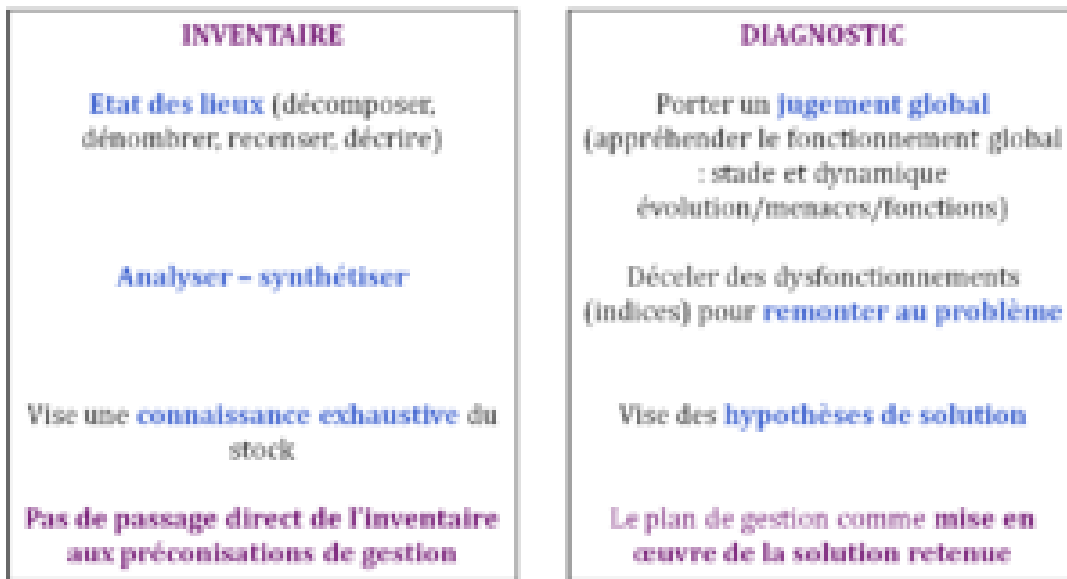 INVENTAIRE
Etat des lieux (décomposer,
dénombrer, recenser, décrire)
Analyser – synthétiser
Vise une connaissance exhaustive du
stock
Pas de passage direct de l'inventaire
aux préconisations de gestion
DIAGNOSTIC
Porter un jugement global
(appréhender le fonctionnement global
: stade et dynamique
évolution/menaces/fonctions)
Déceler des dysfonctionnements
(indices) pour remonter au problème
Vise des hypothèses de solution
Le plan de gestion comme mise en
œuvre de la solution retenue